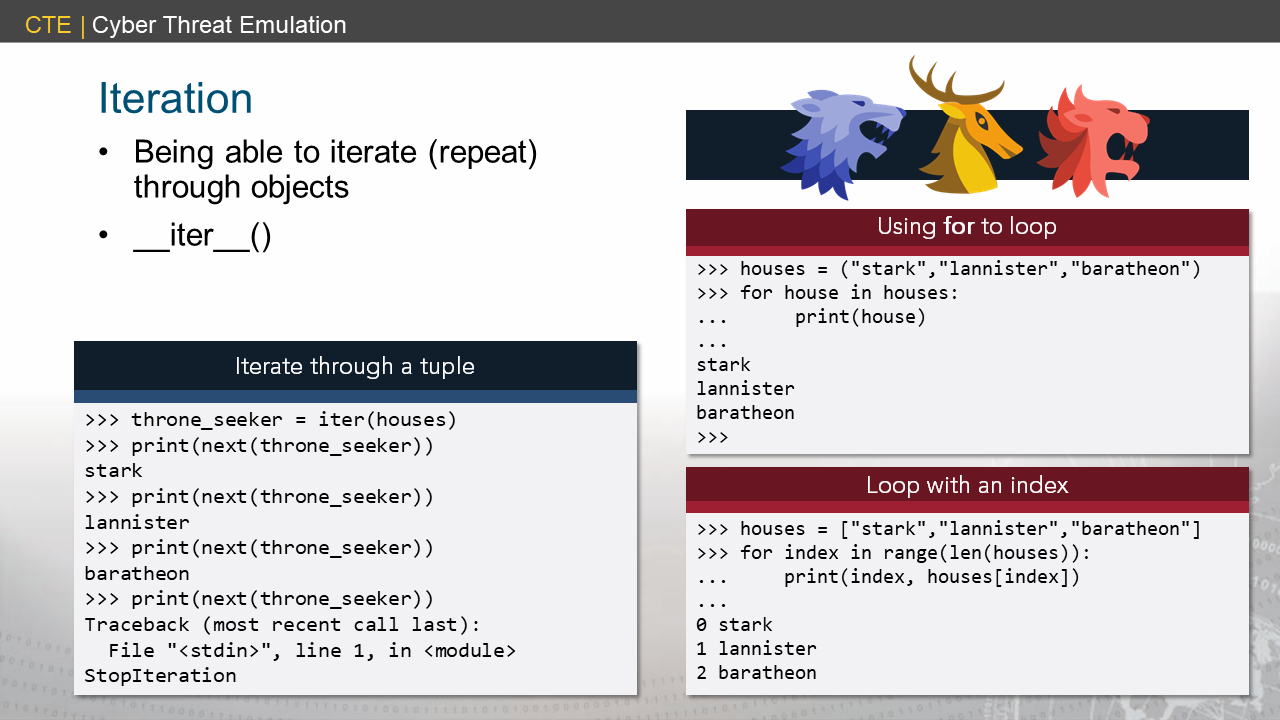 CTE | Cyber Threat Emulation
Iteration
• Being able to iterate (repeat)
through objects
• __iter__()
Iterate through a tuple
>>> throne_seeker = iter(houses)
>>> print(next(throne_seeker))
stark
>>> print(next(throne_seeker))
lannister
>>> print(next(throne_seeker))
baratheon
>>> print(next(throne_seeker))
Traceback (most recent call last):
  File "<stdin>", line 1, in <module>
StopIteration
Using for to loop
>>> houses = ("stark","lannister","baratheon")
>>> for house in houses:
...      print(house)
...
stark
lannister
baratheon
>>>
Loop with an index
>>> houses = ["stark","lannister","baratheon"]
>>> for index in range(len(houses)):
...     print(index, houses[index])
...
0 stark
1 lannister
2 baratheon